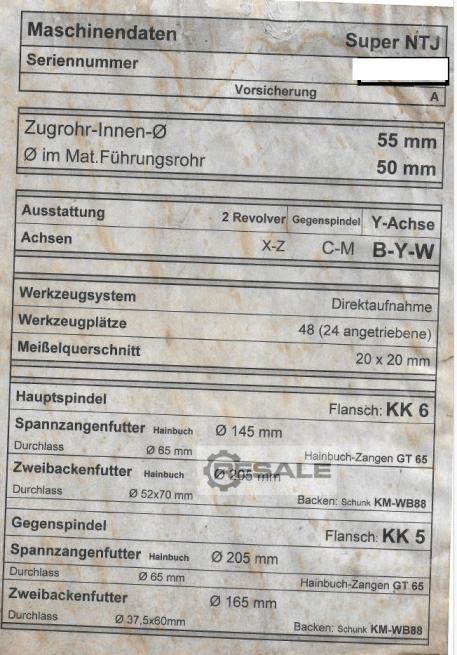 Maschinendaten Super NTJ
Seriennummer
Vorsicherung A
Zugrohr-Innen-Ø 55 mm
Ø im Mat.Führungsrohr 50 mm
Ausstattung 2 Revolver Gegenspindel Y-Achse
Achsen X-Z C-M B-Y-W
Werkzeugsystem Direktaufnahme
Werkzeugplätze 48 (24 angetriebene)
Meißelquerschnitt 20 x 20 mm
Hauptspindel Flansch: KK 6
Spannzangenfutter Hainbuch Ø 145 mm
Durchlass Ø 65 mm Hainbuch-Zangen GT 65
Zweibackenfutter Hainbuch Ø 205 mm
Durchlass Ø 52x70 mm Backen: Schunk KM-WB88
Gegenspindel Flansch: KK 5
Spannzangenfutter Hainbuch Ø 205 mm
Durchlass Ø 65 mm Hainbuch-Zangen GT 65
Zweibackenfutter Ø 165 mm
Durchlass Ø 37,5x60mm Backen: Schunk KM-WB88